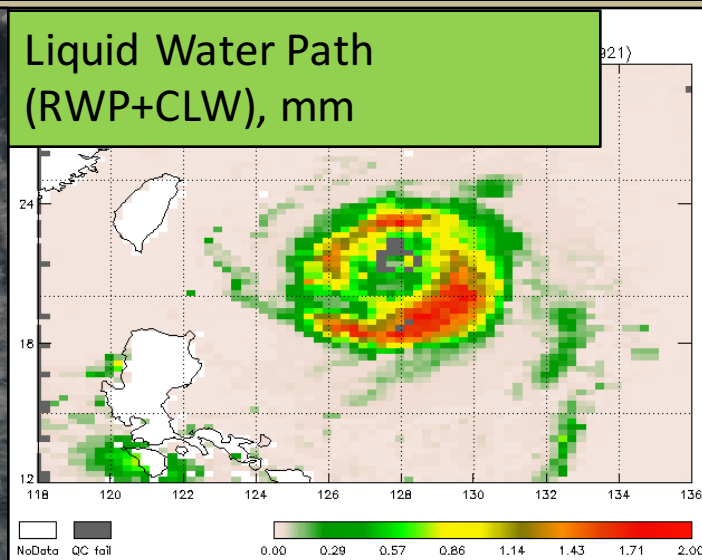 Liquid Water Path
(RWP+CLW), mm
921)
24
18
12
118 120 122 124 126 128 130 132 134 136
NoData QC fail 0.00 0.29 0.57 0.86 1.14 1.43 1.71 2.00